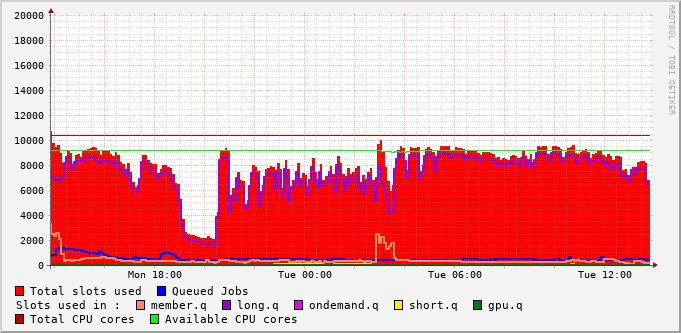 20000
18000
16000
14000
12000
10000
8000
6000
4000
2000
0
Mon 18:00 Tue 00:00 Tue 06:00 Tue 12:00
RRDTOOL / TOBI OETIKER
Total slots used Queued Jobs
Slots used in : member.q long.q ondemand.q short.q gpu.q
Total CPU cores Available CPU cores